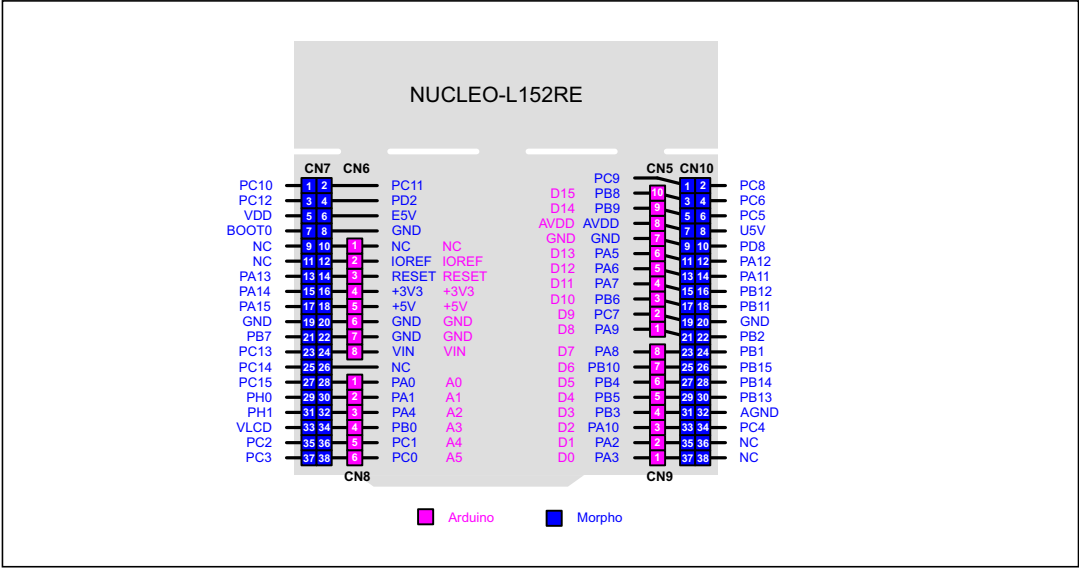 NUCLEO-L152RE
CN7 CN6 CN5 CN10
PC10 1 2 PC11 PC9 1 2 PC8
PC12 3 4 PD2 D15 PB8 10 3 4 PC6
VDD 5 6 E5V D14 PB9 9 5 6 PC5
BOOT0 7 8 GND AVDD AVDD 8 7 8 U5V
NC 9 10 1 NC NC GND GND 7 9 10 PD8
NC 11 12 2 IOREF IOREF D13 PA5 6 11 12 PA12
PA13 13 14 3 RESET RESET D12 PA6 5 13 14 PA11
PA14 15 16 4 +3V3 +3V3 D11 PA7 4 15 16 PB12
PA15 17 18 5 +5V +5V D10 PB6 3 17 18 PB11
GND 19 20 6 GND GND D9 PC7 2 19 20 GND
PB7 21 22 7 GND GND D8 PA9 1 21 22 PB2
PC13 23 24 8 VIN VIN D7 PA8 8 23 24 PB1
PC14 25 26 NC D6 PB10 7 25 26 PB15
PC15 27 28 1 PA0 A0 D5 PB4 6 27 28 PB14
PH0 29 30 2 PA1 A1 D4 PB5 5 29 30 PB13
PH1 31 32 3 PA4 A2 D3 PB3 4 31 32 AGND
VLCD 33 34 4 PB0 A3 D2 PA10 3 33 34 PC4
PC2 35 36 5 PC1 A4 D1 PA2 2 35 36 NC
PC3 37 38 6 PC0 A5 D0 PA3 1 37 38 NC
CN8 CN9
Arduino Morpho